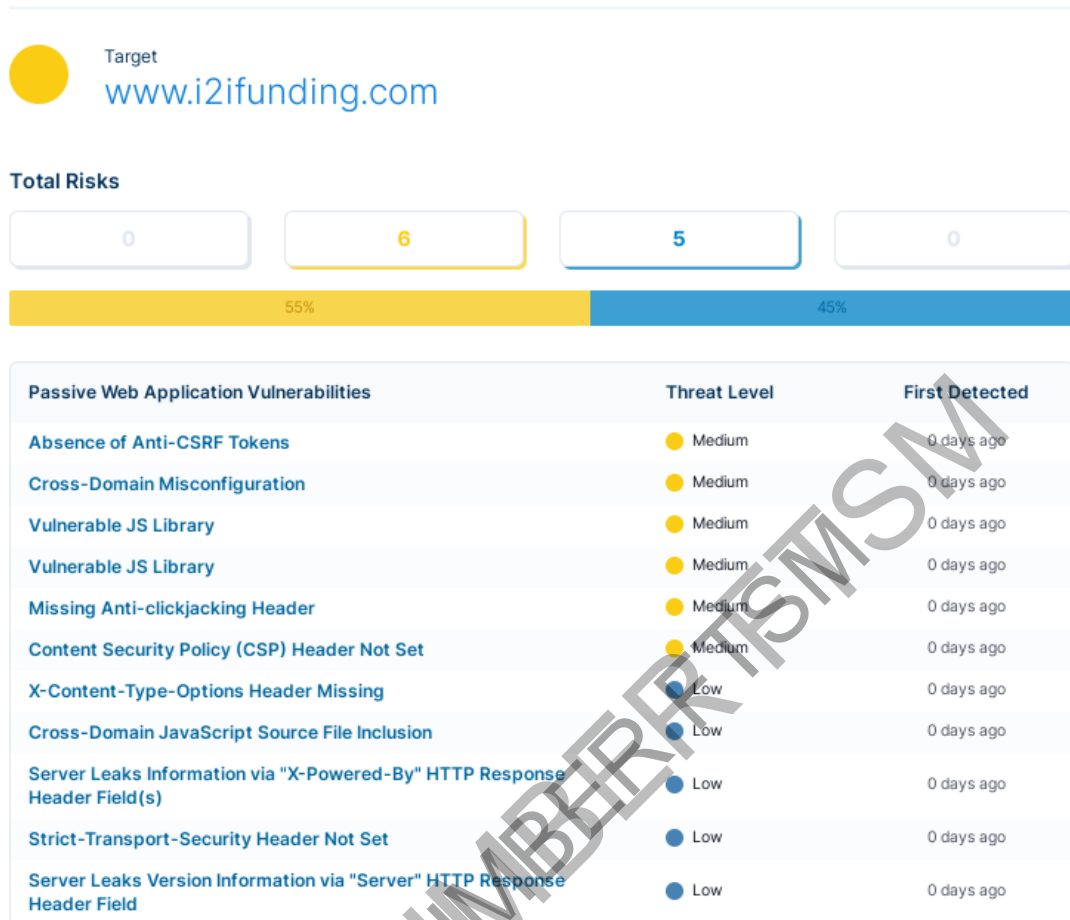 Target
www.i2ifunding.com
Total Risks
0 6 5 0
55% 45%
Passive Web Application Vulnerabilities Threat Level First Detected
Absence of Anti-CSRF Tokens Medium 0 days ago
Cross-Domain Misconfiguration Medium 0 days ago
Vulnerable JS Library Medium 0 days ago
Vulnerable JS Library Medium 0 days ago
Missing Anti-clickjacking Header Medium 0 days ago
Content Security Policy (CSP) Header Not Set Medium 0 days ago
X-Content-Type-Options Header Missing Low 0 days ago
Cross-Domain JavaScript Source File Inclusion Low 0 days ago
Server Leaks Information via "X-Powered-By" HTTP Response
Header Field(s) Low 0 days ago
Strict-Transport-Security Header Not Set Low 0 days ago
Server Leaks Version Information via "Server" HTTP Response
Header Field Low 0 days ago